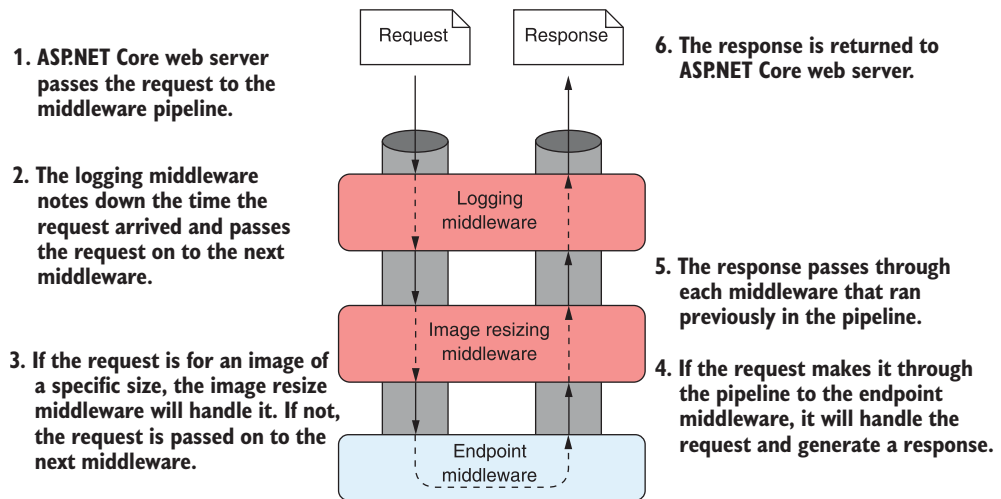 Request
Response
1. ASP.NET Core web server
passes the request to the
middleware pipeline.
6. The response is returned to
ASP.NET Core web server.
2. The logging middleware
notes down the time the
request arrived and passes
the request on to the next
middleware.
Logging
middleware
5. The response passes through
each middleware that ran
previously in the pipeline.
Image resizing
middleware
3. If the request is for an image of
a specific size, the image resize
middleware will handle it. If not,
the request is passed on to the
next middleware.
4. If the request makes it through
the pipeline to the endpoint
middleware, it will handle the
request and generate a response.
Endpoint
middleware